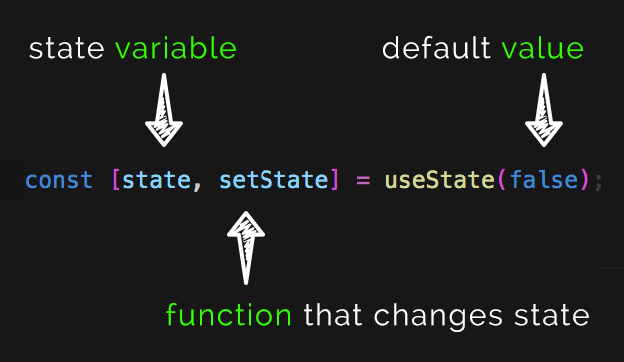 state variable
default value
const [state, setState] = useState(false);
function that changes state